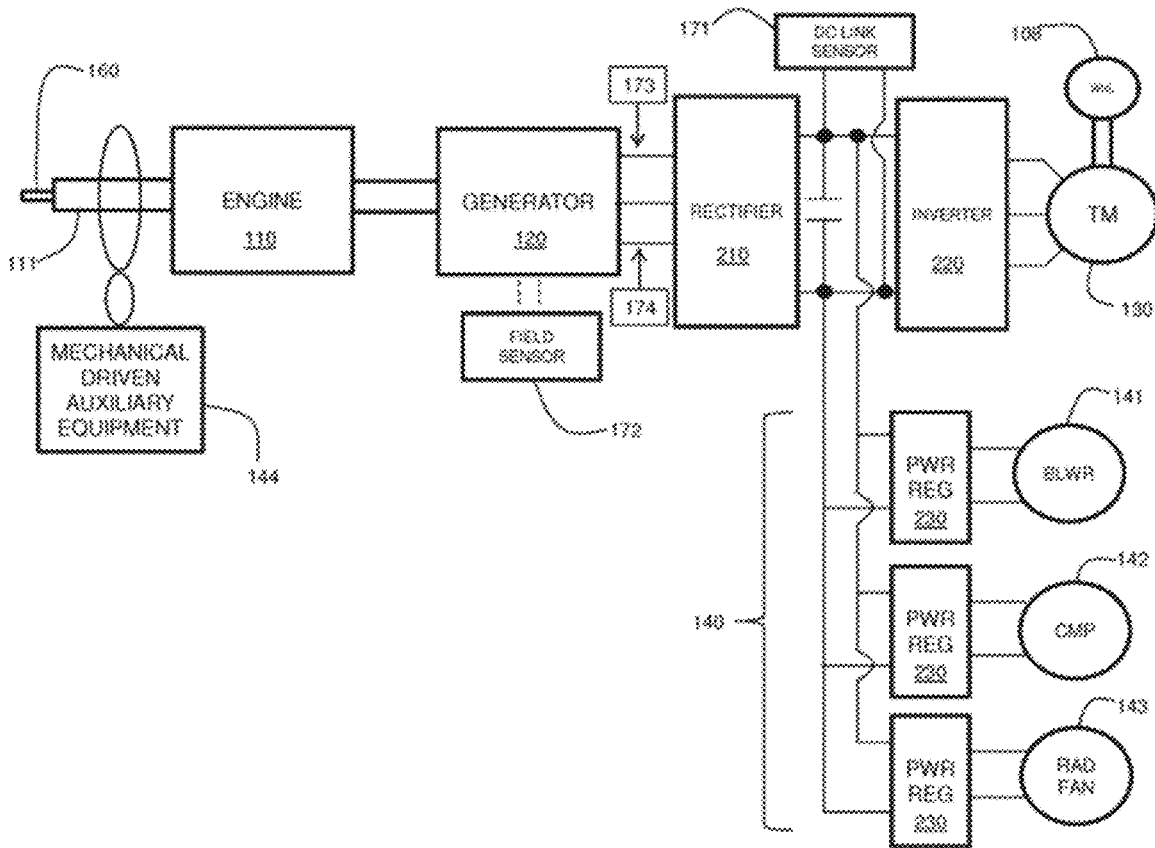 171
DC LINK
SENSOR
160
173
ENGINE
110
GENERATOR
120
RECTIFIER
210
INVERTER
220
TM
130
111
174
FIELD
SENSOR
172
MECHANICAL
DRIVEN
AUXILIARY
EQUIPMENT
144
140
PWR
REG
230
BLWR
141
PWR
REG
230
CMP
142
PWR
REG
230
RAD
FAN
143